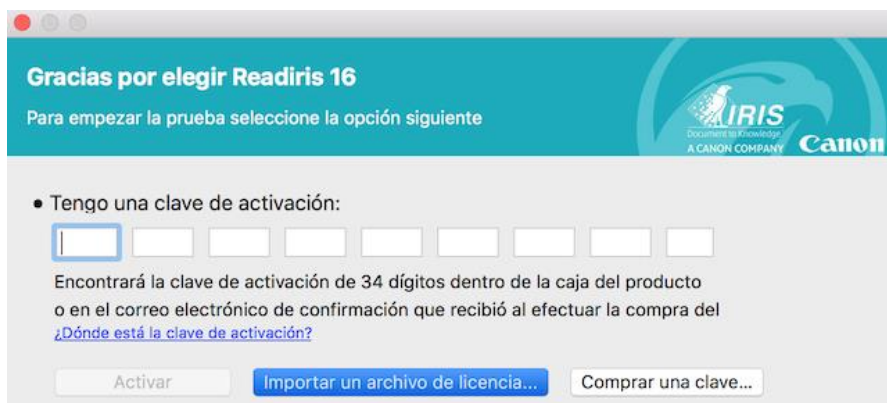 Gracias por elegir Readiris 16
Para empezar la prueba seleccione la opción siguiente
IRIS
Document to Knowledge
A CANON COMPANY
Canon
• Tengo una clave de activación:
Encontrará la clave de activación de 34 dígitos dentro de la caja del producto
o en el correo electrónico de confirmación que recibió al efectuar la compra del
¿Dónde está la clave de activación?
Activar
Importar un archivo de licencia...
Comprar una clave...